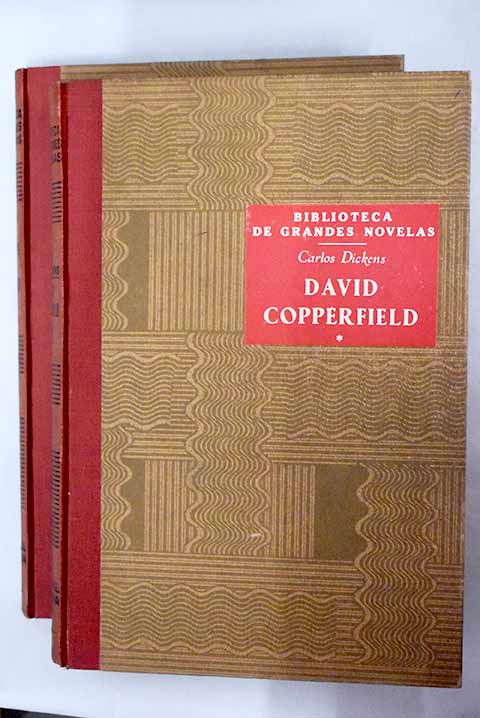 BIBLIOTECA
DE GRANDES NOVELAS
Carlos Dickens
DAVID
COPPERFIELD
*